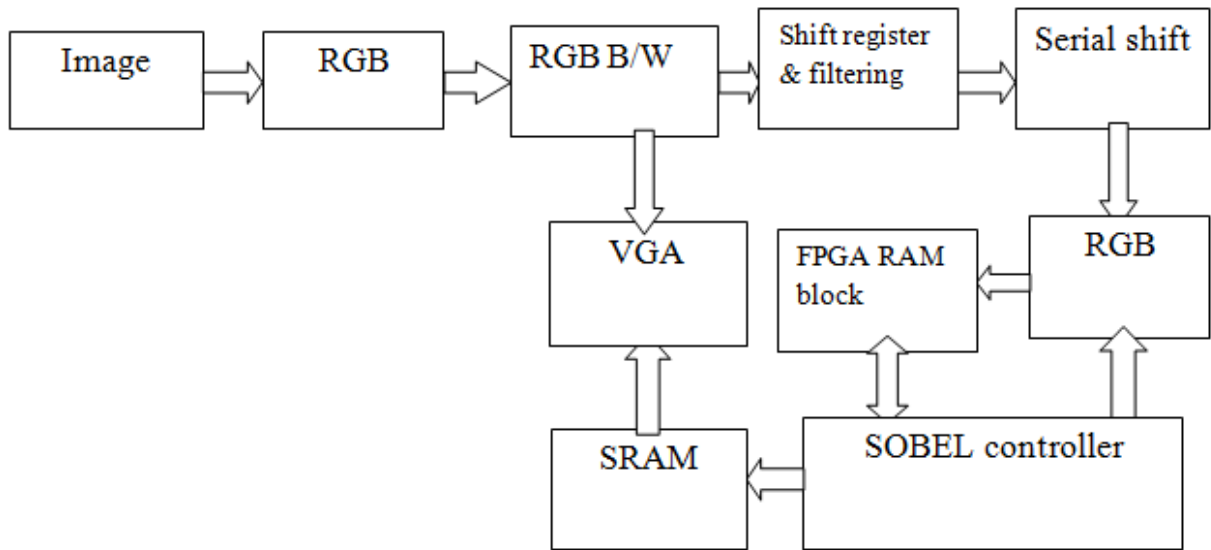 Image
RGB
RGB B/W
Shift register
& filtering
Serial shift
VGA
FPGA RAM
block
RGB
SRAM
SOBEL controller